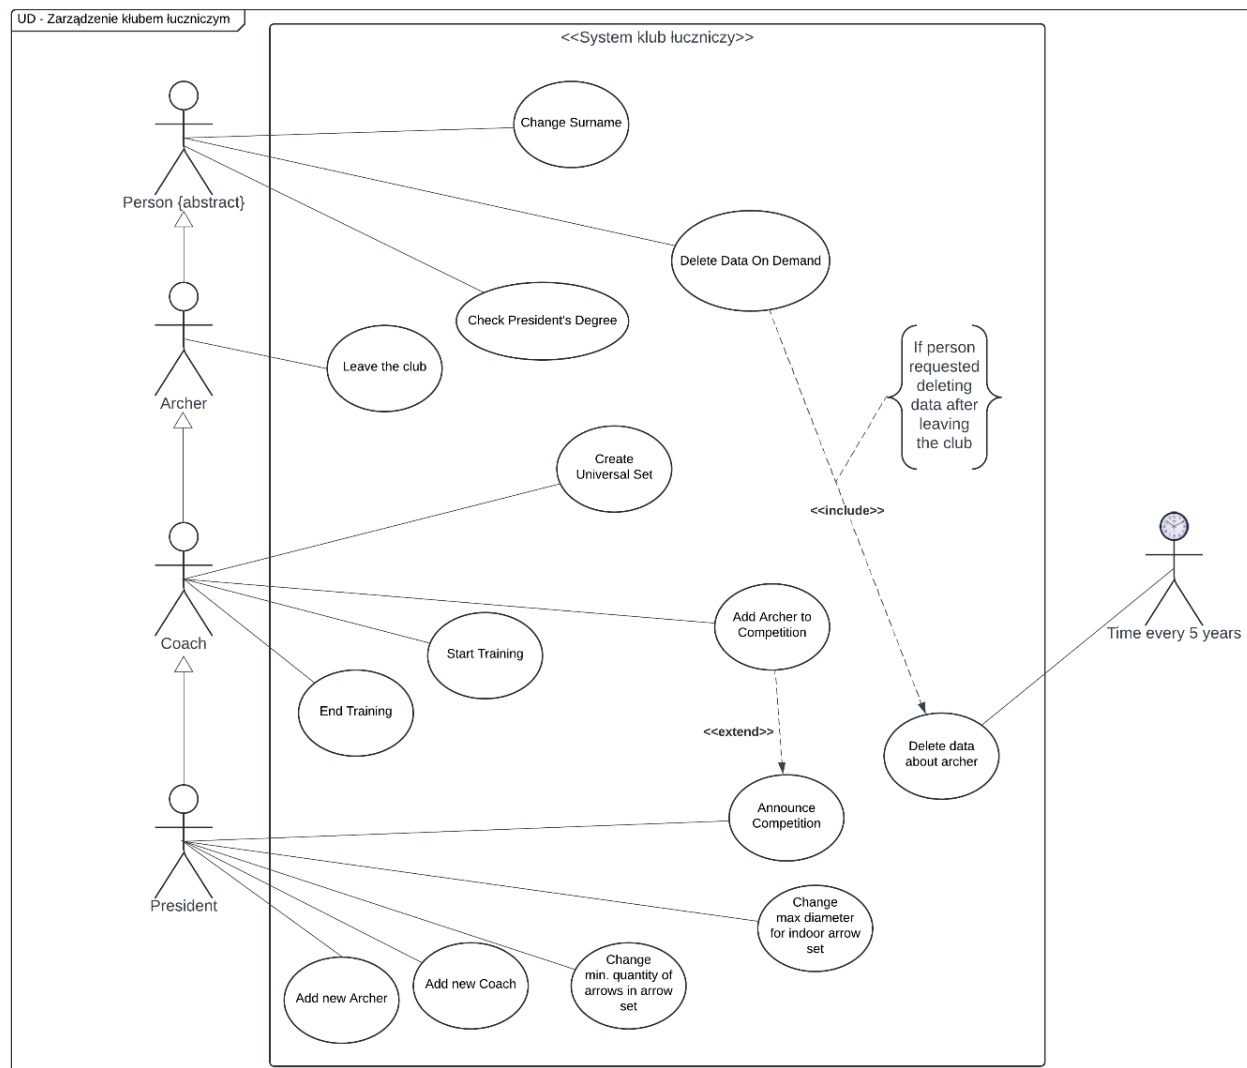 UD - Zarządzenie kłubem łuczniczym
<<System klub łuczniczy>>
Change Surname
Person {abstract}
Delete Data On Demand
Check President's Degree
Leave the club
Archer
If person
requested
deleting
data after
leaving
the club
Create
Universal Set
<<include>>
Add Archer to
Competition
Time every 5 years
Coach
Start Training
End Training
<<extend>>
Delete data
about archer
Announce
Competition
President
Change
max diameter
for indoor arrow
set
Add new Archer
Add new Coach
Change
min. quantity of
arrows in arrow
set